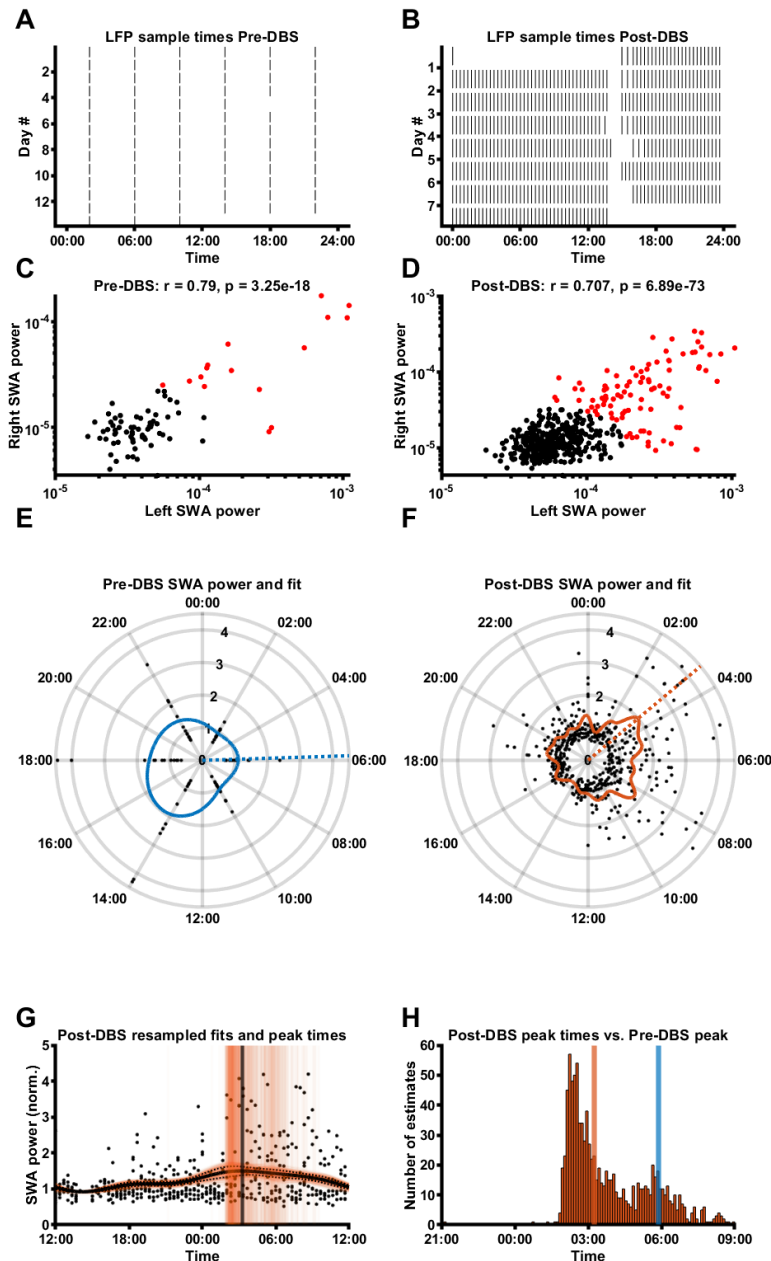 A
LFP sample times Pre-DBS
2
4
6
8
10
12
Day #
00:00 06:00 12:00 18:00 24:00
Time
B
LFP sample times Post-DBS
1
2
3
4
5
6
7
Day #
00:00 06:00 12:00 18:00 24:00
Time
C
Pre-DBS: r = 0.79, p = 3.25e-18
10-4
10-5
Right SWA power
10-5 10-4 10-3
Left SWA power
D
Post-DBS: r = 0.707, p = 6.89e-73
10-3
10-4
10-5
Right SWA power
10-5 10-4 10-3
Left SWA power
E
Pre-DBS SWA power and fit
00:00
22:00 02:00
20:00 04:00
18:00 06:00
16:00 08:00
14:00 10:00
12:00
4
3
2
1
0
F
Post-DBS SWA power and fit
00:00
22:00 02:00
20:00 04:00
18:00 06:00
16:00 08:00
14:00 10:00
12:00
4
3
2
0
G
Post-DBS resampled fits and peak times
5
4
3
2
1
0
SWA power (norm.)
12:00 18:00 00:00 06:00 12:00
Time
H
Post-DBS peak times vs. Pre-DBS peak
60
50
40
30
20
10
0
Number of estimates
21:00 00:00 03:00 06:00 09:00
Time